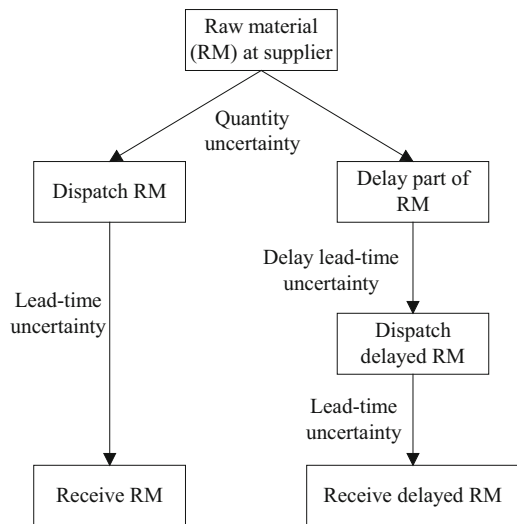 Raw material
(RM) at supplier
Quantity
uncertainty
Dispatch RM
Delay part of
RM
Delay lead-time
uncertainty
Lead-time
uncertainty
Dispatch
delayed RM
Lead-time
uncertainty
Receive RM
Receive delayed RM